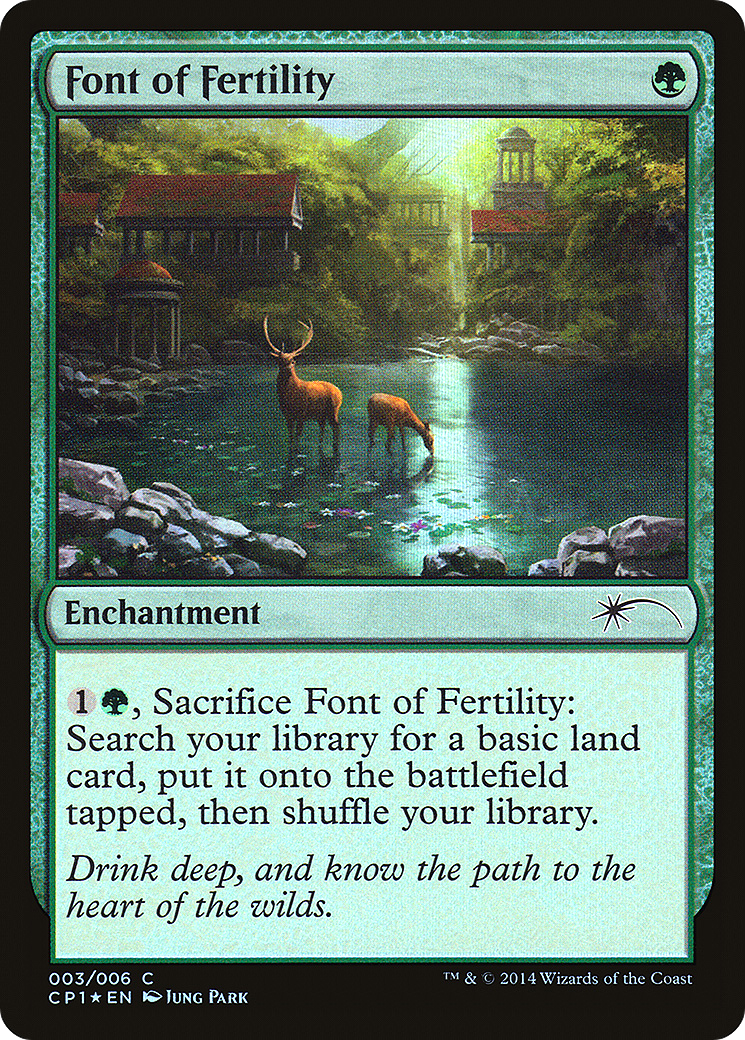 Font of Fertility
Enchantment
1, Sacrifice Font of Fertility:
Search your library for a basic land
card, put it onto the battlefield
tapped, then shuffle your library.
Drink deep, and know the path to the
heart of the wilds.
003/006 C
™ & © 2014 Wizards of the Coast
CP1★EN Jung Park